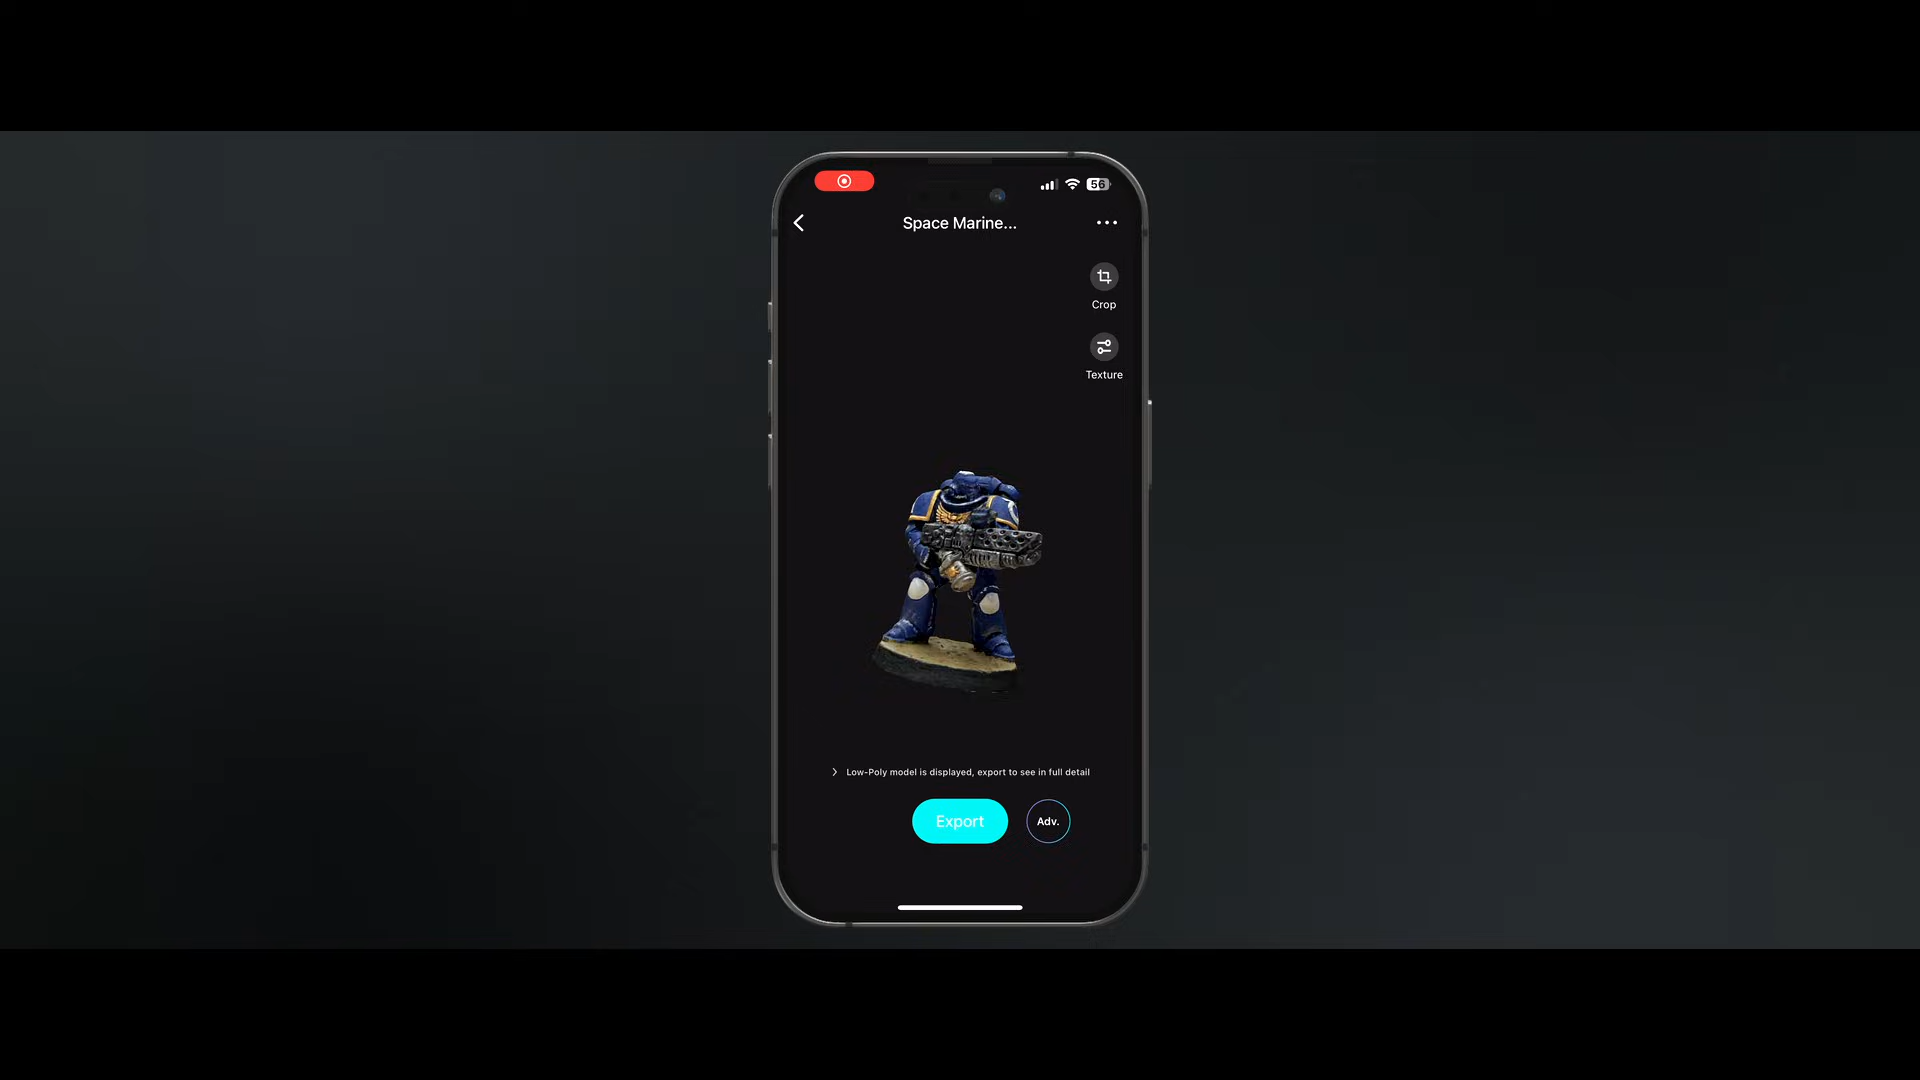 56
Space Marine...
Crop
Texture
Low-Poly model is displayed, export to see in full detail
Export
Adv.